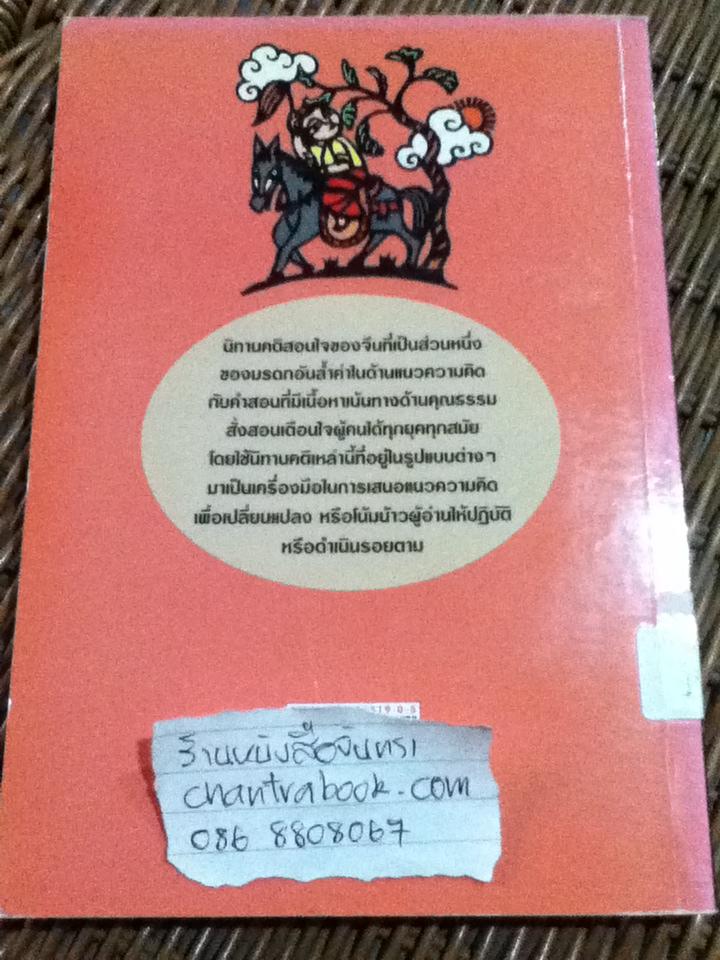 นิทานคติสอนใจของจีนที่เป็นส่วนหนึ่ง
ของมรดกอันล้ำค่าในด้านแนวความคิด
กับคำสอนที่มีเนื้อหาเน้นทางด้านคุณธรรม
สั่งสอนเตือนใจผู้คนได้ทุกยุคทุกสมัย
โดยใช้นิทานคติเหล่านี้ที่อยู่ในรูปแบบต่างๆ
มาเป็นเครื่องมือในการเสนอแนวความคิด
เพื่อเปลี่ยนแปลง หรือโน้มน้าวผู้อ่านให้ปฏิบัติ
หรือดำเนินรอยตาม
ร้านหนังสือจันทรา
chantrabook.com
086 8808067